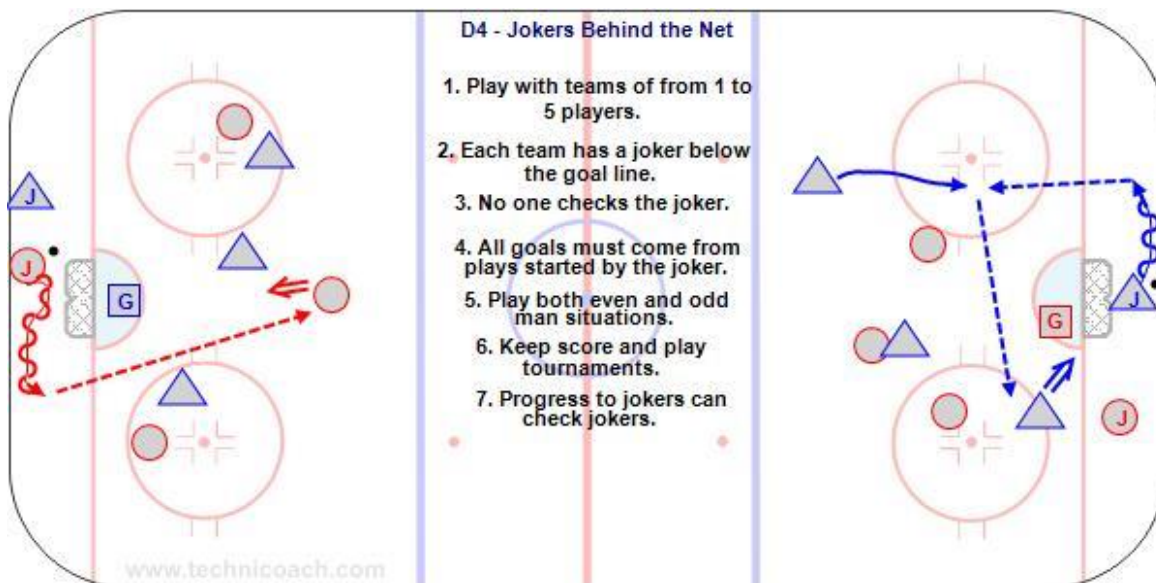 D4 - Jokers Behind the Net
1. Play with teams of from 1 to
5 players.
2. Each team has a joker below
the goal line.
3. No one checks the joker.
4. All goals must come from
plays started by the joker.
5. Play both even and odd
man situations.
6. Keep score and play
tournaments.
7. Progress to jokers can
check jokers.
J
J
G
G
J
J
www.technicoach.com